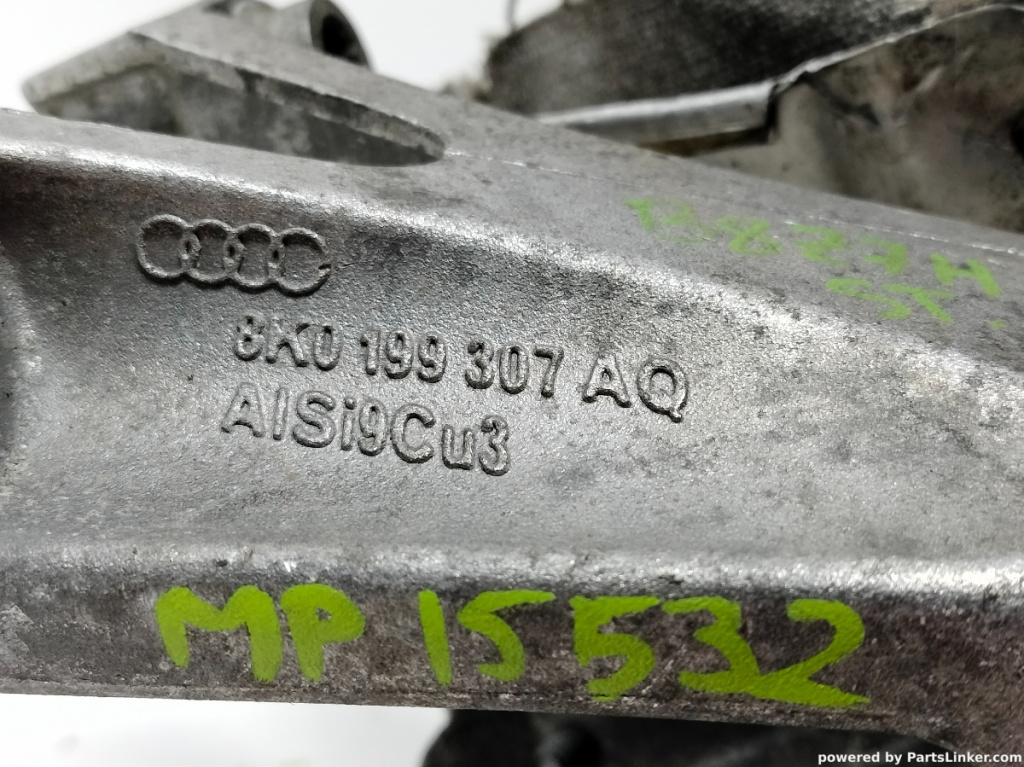 8K0 199 307 AQ
AlSi9Cu3
MP 15532
powered by PartsLinker.com